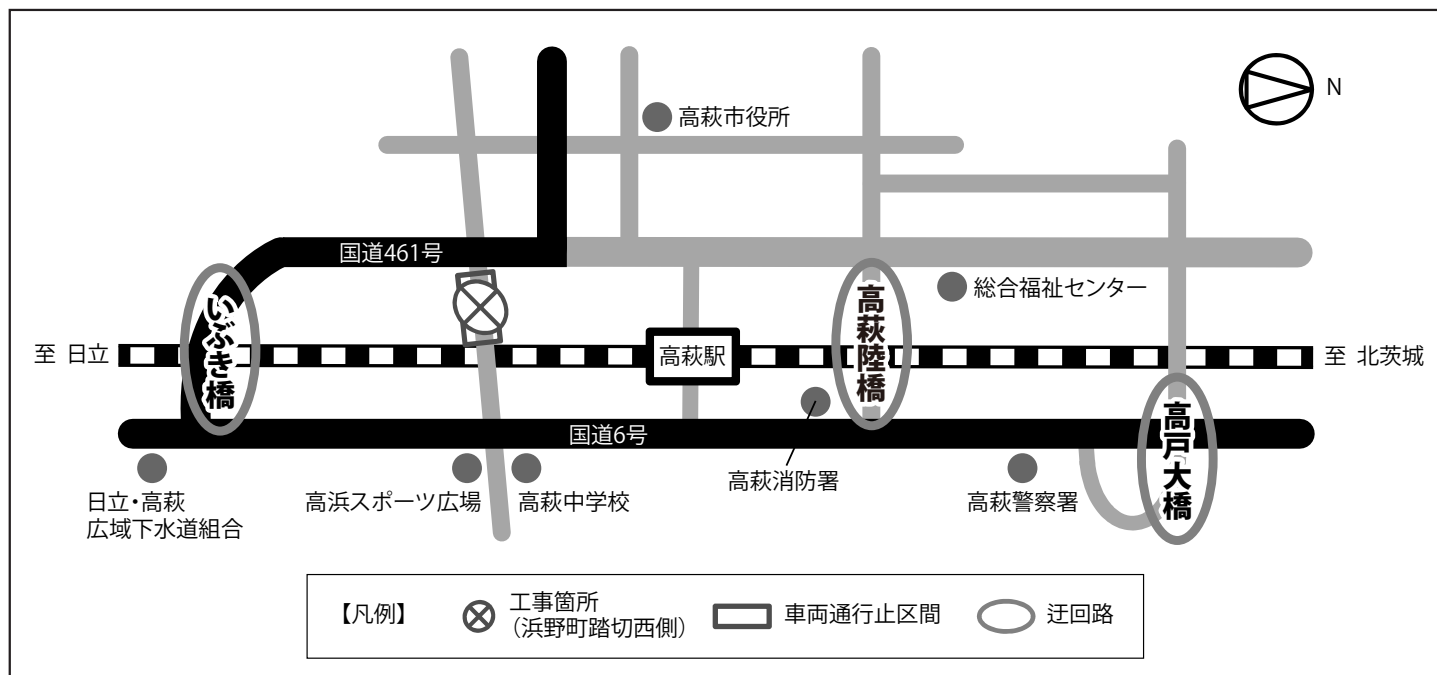 N
高萩市役所
国道461号
総合福祉センター
いぶき橋
高萩陸橋
至 日立
高萩駅
至 北茨城
国道6号
高戸大橋
高萩消防署
日立・高萩
広域下水道組合
高浜スポーツ広場
高萩中学校
高萩警察署
【凡例】
工事箇所
（浜野町踏切西側）
車両通行止区間
迂回路